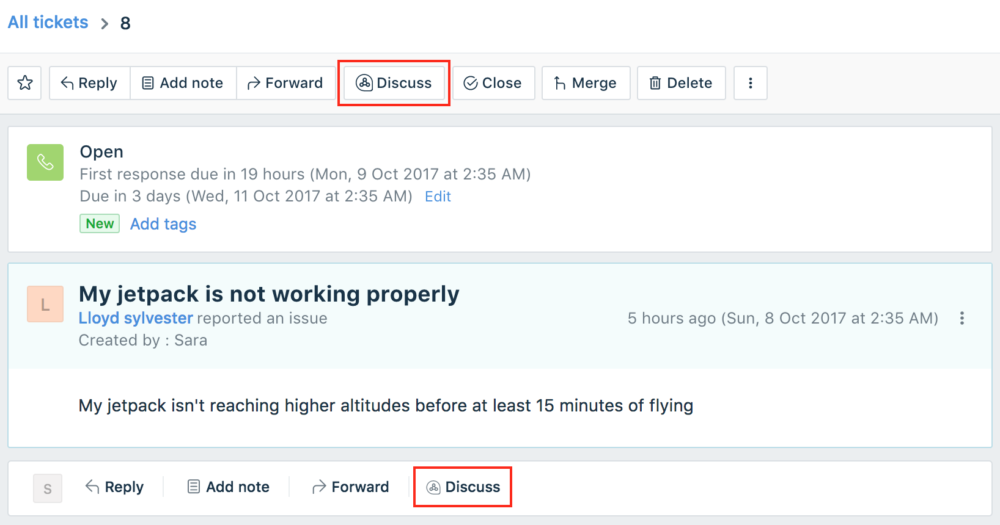 All tickets > 8
Reply Add note Forward Discuss Close Merge Delete
Open
First response due in 19 hours (Mon, 9 Oct 2017 at 2:35 AM)
Due in 3 days (Wed, 11 Oct 2017 at 2:35 AM) Edit
New Add tags
L
My jetpack is not working properly
Lloyd sylvester reported an issue 5 hours ago (Sun, 8 Oct 2017 at 2:35 AM)
Created by : Sara
My jetpack isn't reaching higher altitudes before at least 15 minutes of flying
S Reply Add note Forward Discuss